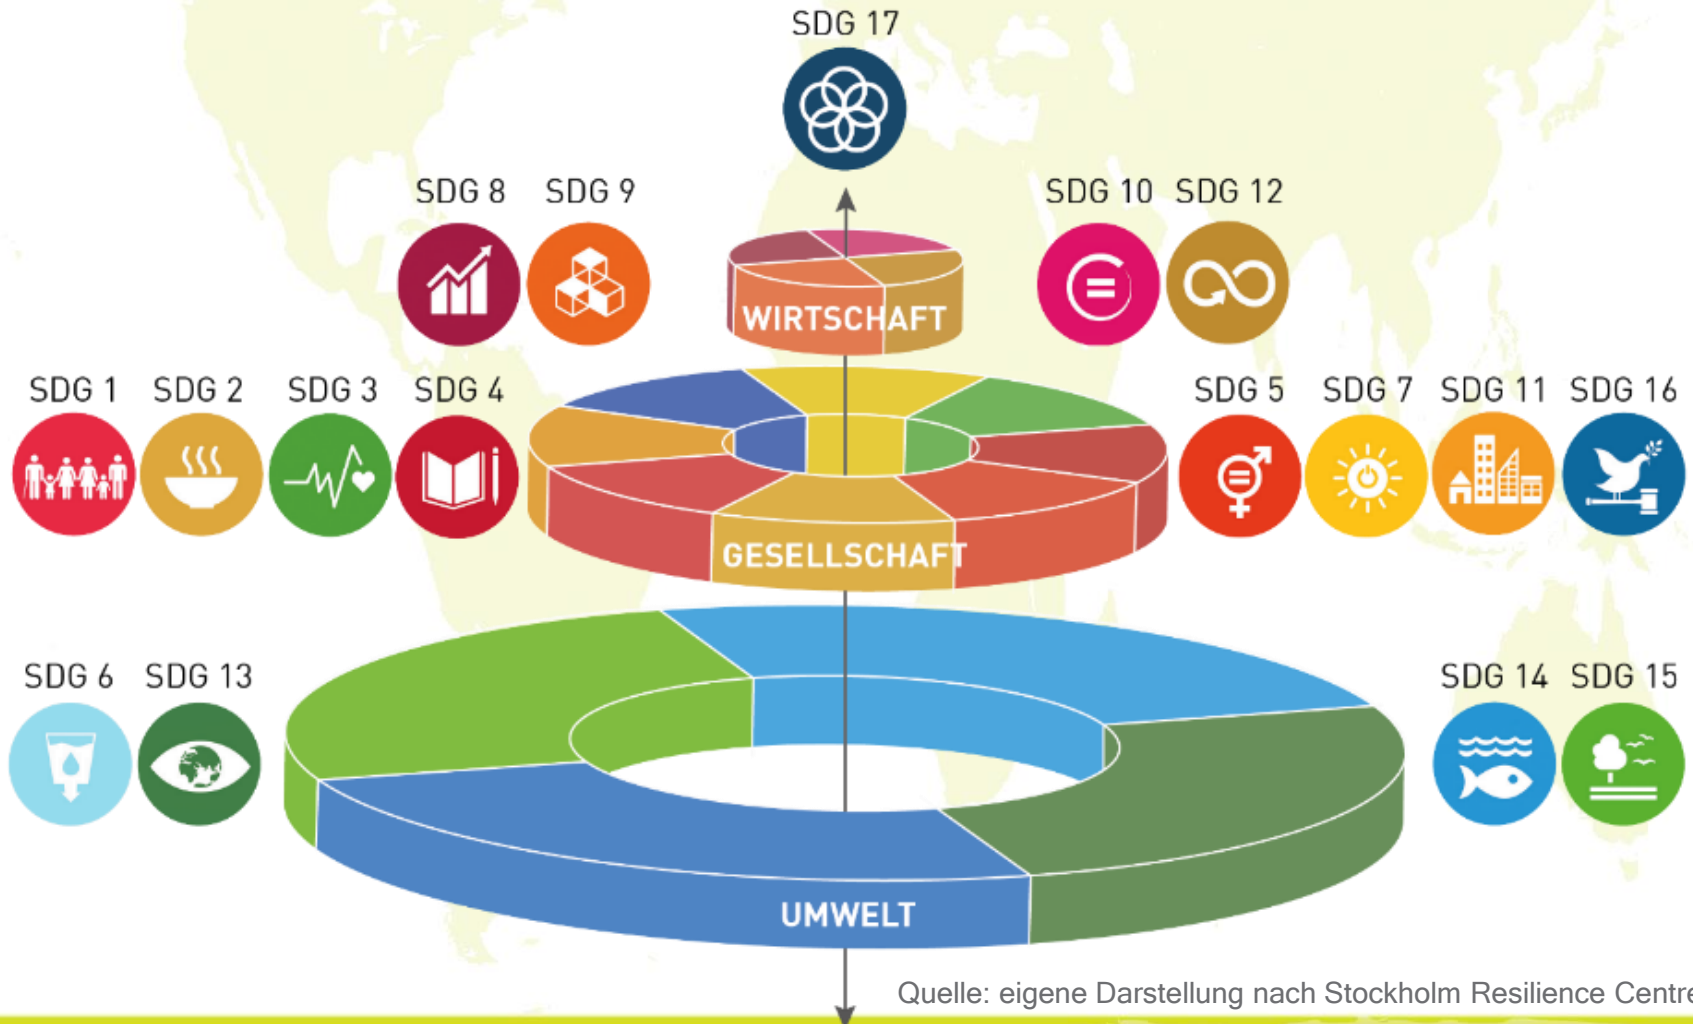 SDG 17
SDG 8 SDG 9 SDG 10 SDG 12
WIRTSCHAFT
SDG 1 SDG 2 SDG 3 SDG 4 SDG 5 SDG 7 SDG 11 SDG 16
GESELLSCHAFT
SDG 6 SDG 13 SDG 14 SDG 15
UMWELT
Quelle: eigene Darstellung nach Stockholm Resilience Centre